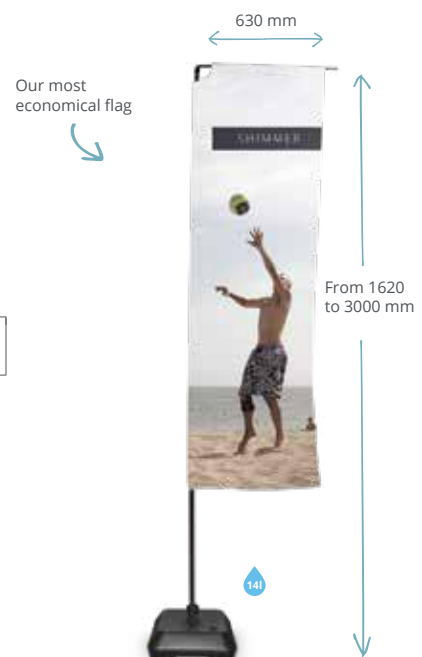 630 mm
Our most
economical flag
SHIMMER
From 1620
to 3000 mm
14l